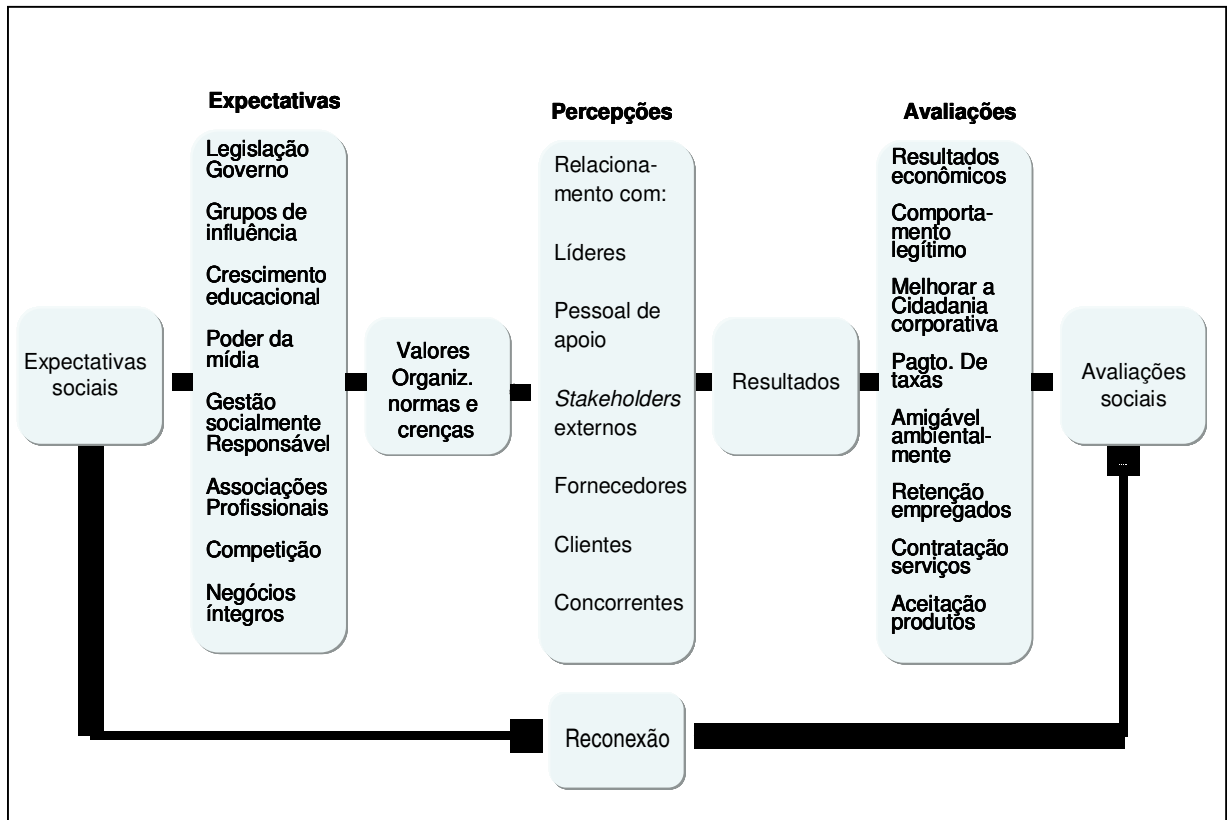 Expectativas
Percepções
Avaliações
Expectativas
sociais
Legislação
Governo
Grupos de
influência
Crescimento
educacional
Poder da
mídia
Gestão
socialmente
Responsável
Associações
Profissionais
Competição
Negócios
íntegros
Valores
Organiz.
normas e
crenças
Relaciona-
mento com:
Líderes
Pessoal de
apoio
Stakeholders
externos
Fornecedores
Clientes
Concorrentes
Resultados
Resultados
econômicos
Comporta-
mento
legítimo
Melhorar a
Cidadania
corporativa
Pagto. De
taxas
Amigável
ambiental-
mente
Retenção
empregados
Contratação
serviços
Aceitação
produtos
Avaliações
sociais
....
Reconexão